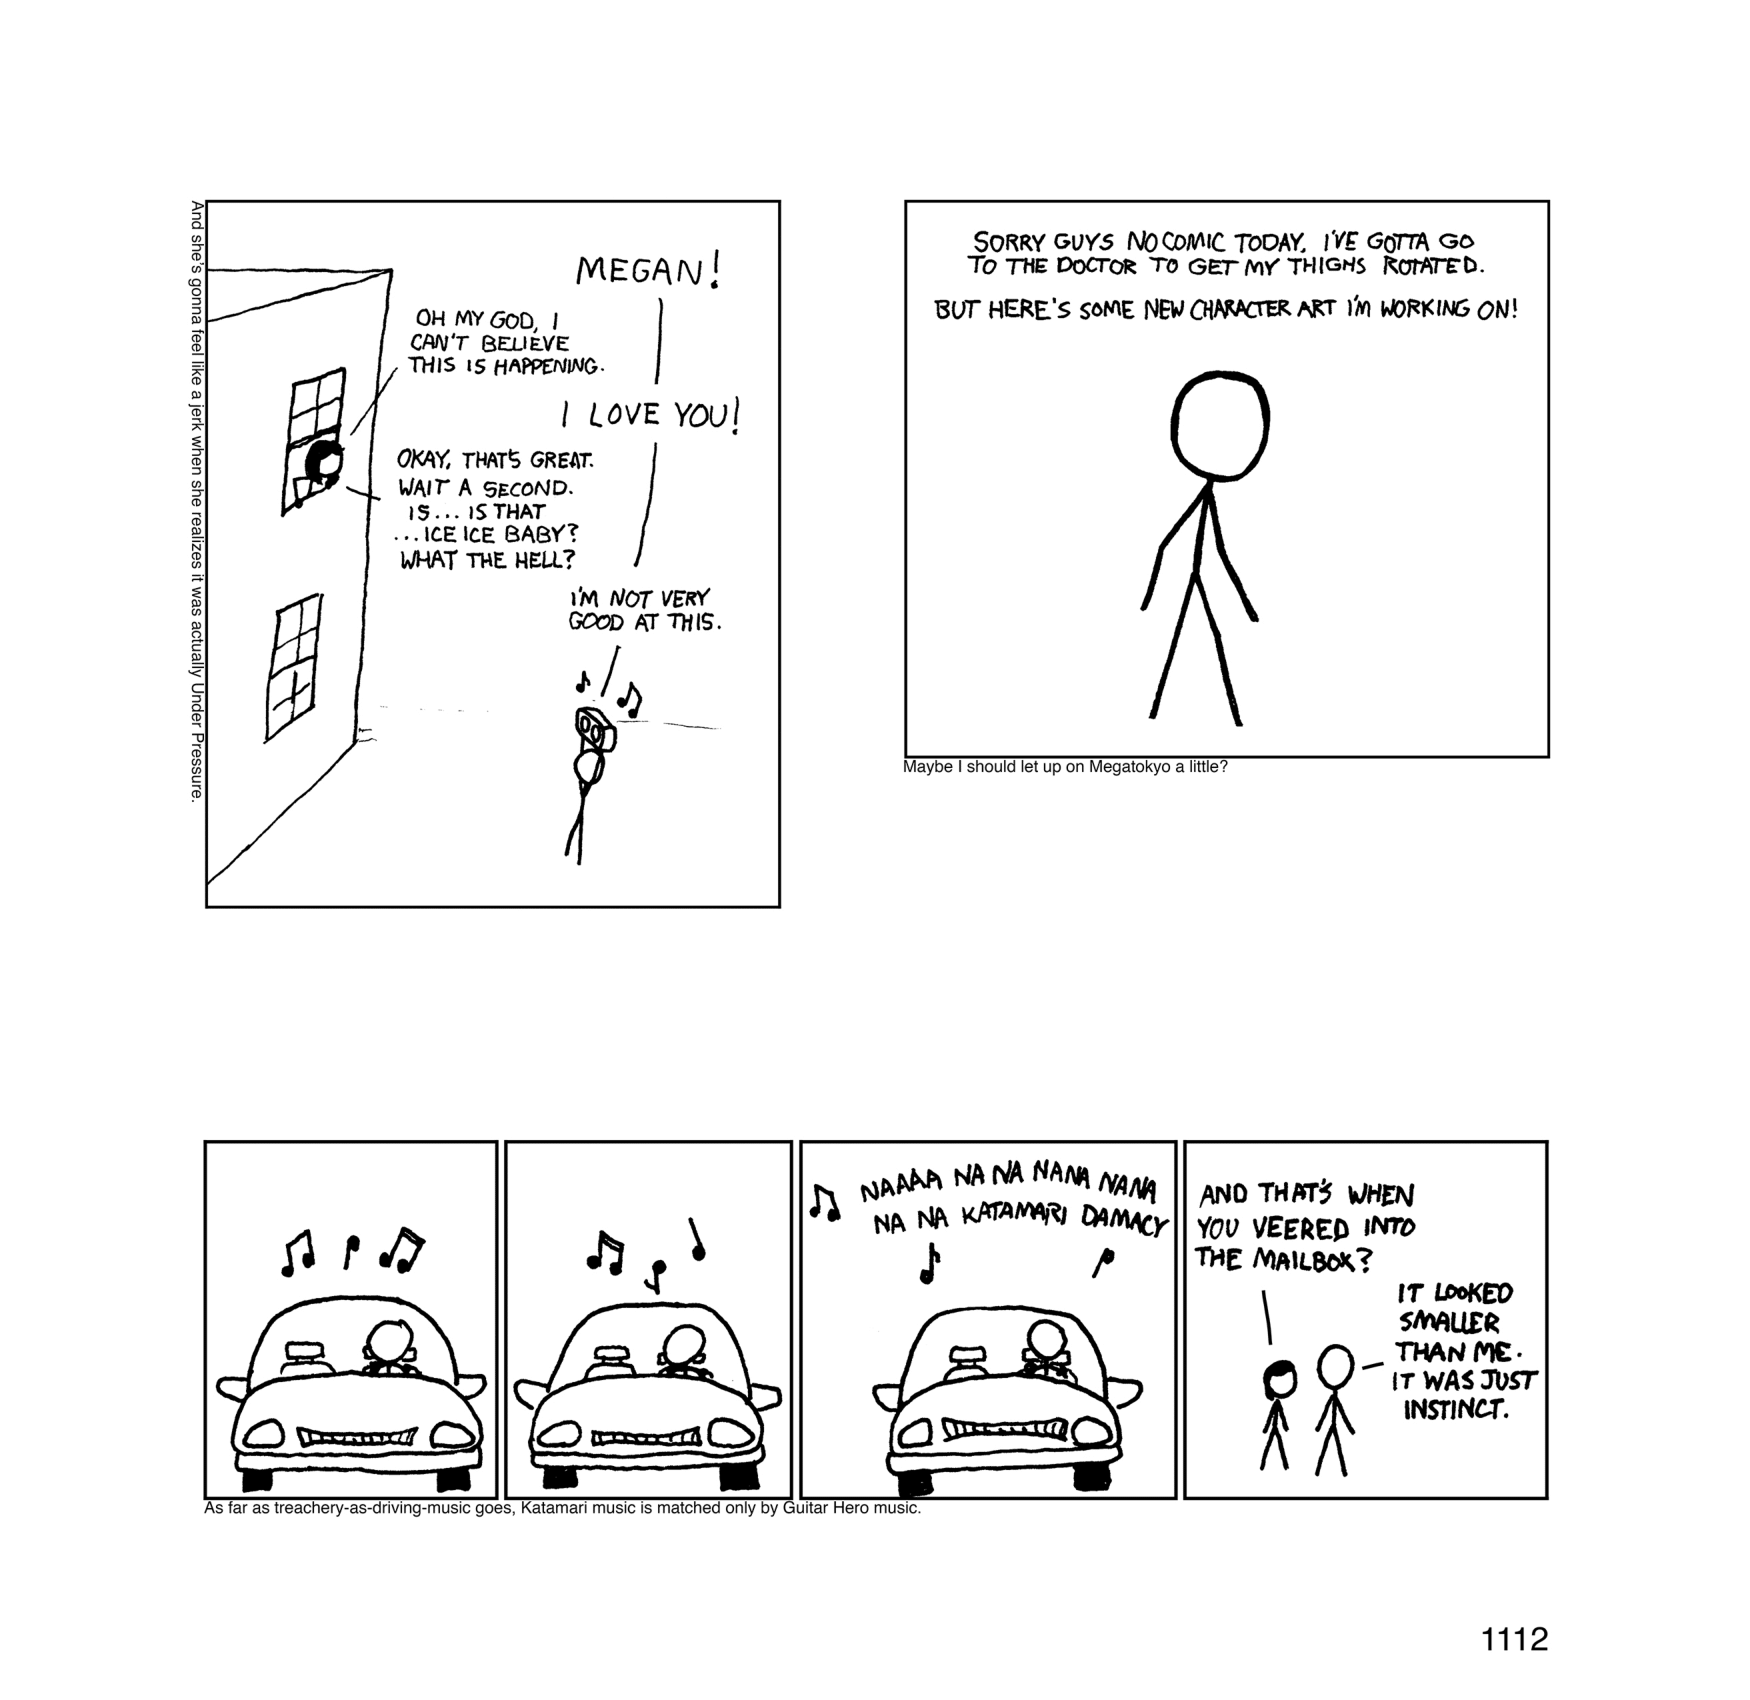 And she's gonna feel like a jerk when she realizes it was actually Under Pressure.
MEGAN!
OH MY GOD, I
CAN'T BELIEVE
THIS IS HAPPENING.
I LOVE YOU!
OKAY, THAT'S GREAT.
WAIT A SECOND.
IS... IS THAT
...ICE ICE BABY?
WHAT THE HELL?
I'M NOT VERY
GOOD AT THIS.
SORRY GUYS NO COMIC TODAY. I'VE GOTTA GO
TO THE DOCTOR TO GET MY THIGHS ROTATED.
BUT HERE'S SOME NEW CHARACTER ART I'M WORKING ON!
Maybe I should let up on Megatokyo a little?
NAAAA NA NA NANA NANA
NA NA KATAMARI DAMACY
AND THAT'S WHEN
YOU VEERED INTO
THE MAILBOX?
IT LOOKED
SMALLER
THAN ME.
IT WAS JUST
INSTINCT.
As far as treachery-as-driving-music goes, Katamari music is matched only by Guitar Hero music.
1112